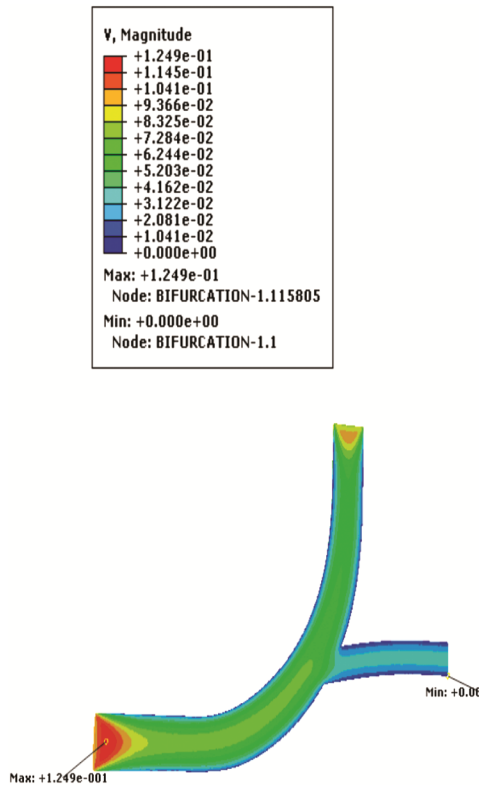 V, Magnitude
+1.249e-01
+1.145e-01
+1.041e-01
+9.366e-02
+8.325e-02
+7.284e-02
+6.244e-02
+5.203e-02
+4.162e-02
+3.122e-02
+2.081e-02
+1.041e-02
+0.000e+00
Max: +1.249e-01
Node: BIFURCATION-1.115805
Min: +0.000e+00
Node: BIFURCATION-1.1
Min: +0.0
Max: +1.249e-001